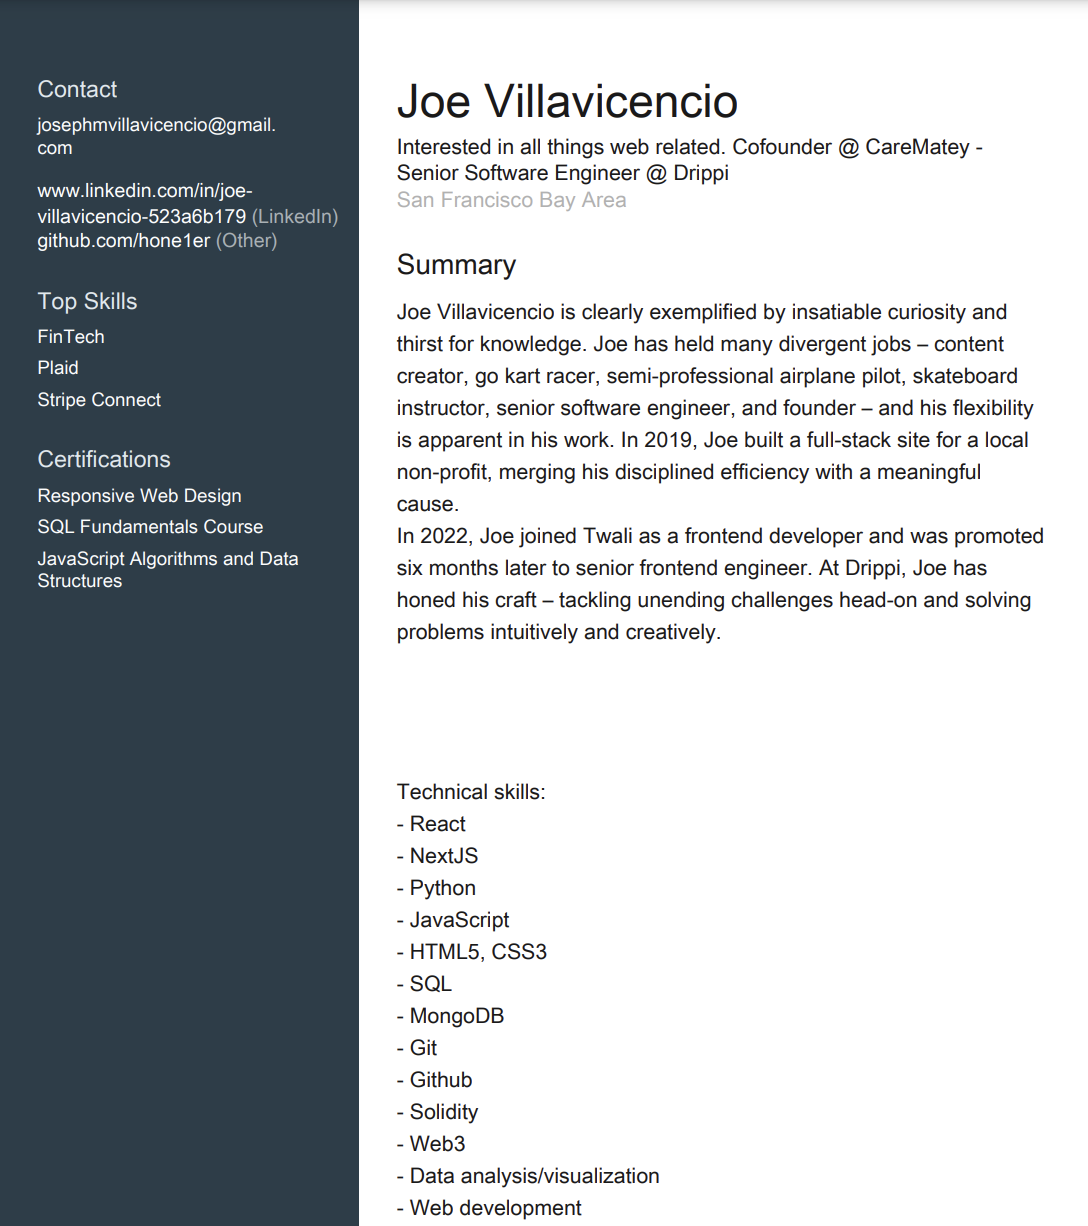 Contact
josephmvillavicencio@gmail.
com
www.linkedin.com/in/joe-
villavicencio-523a6b179 (LinkedIn)
github.com/hone1er (Other)
Top Skills
FinTech
Plaid
Stripe Connect
Certifications
Responsive Web Design
SQL Fundamentals Course
JavaScript Algorithms and Data
Structures
Joe Villavicencio
Interested in all things web related. Cofounder @ CareMatey -
Senior Software Engineer @ Drippi
San Francisco Bay Area
Summary
Joe Villavicencio is clearly exemplified by insatiable curiosity and
thirst for knowledge. Joe has held many divergent jobs – content
creator, go kart racer, semi-professional airplane pilot, skateboard
instructor, senior software engineer, and founder – and his flexibility
is apparent in his work. In 2019, Joe built a full-stack site for a local
non-profit, merging his disciplined efficiency with a meaningful
cause.
In 2022, Joe joined Twali as a frontend developer and was promoted
six months later to senior frontend engineer. At Drippi, Joe has
honed his craft – tackling unending challenges head-on and solving
problems intuitively and creatively.
Technical skills:
- React
- NextJS
- Python
- JavaScript
- HTML5, CSS3
- SQL
- MongoDB
- Git
- Github
- Solidity
- Web3
- Data analysis/visualization
- Web development